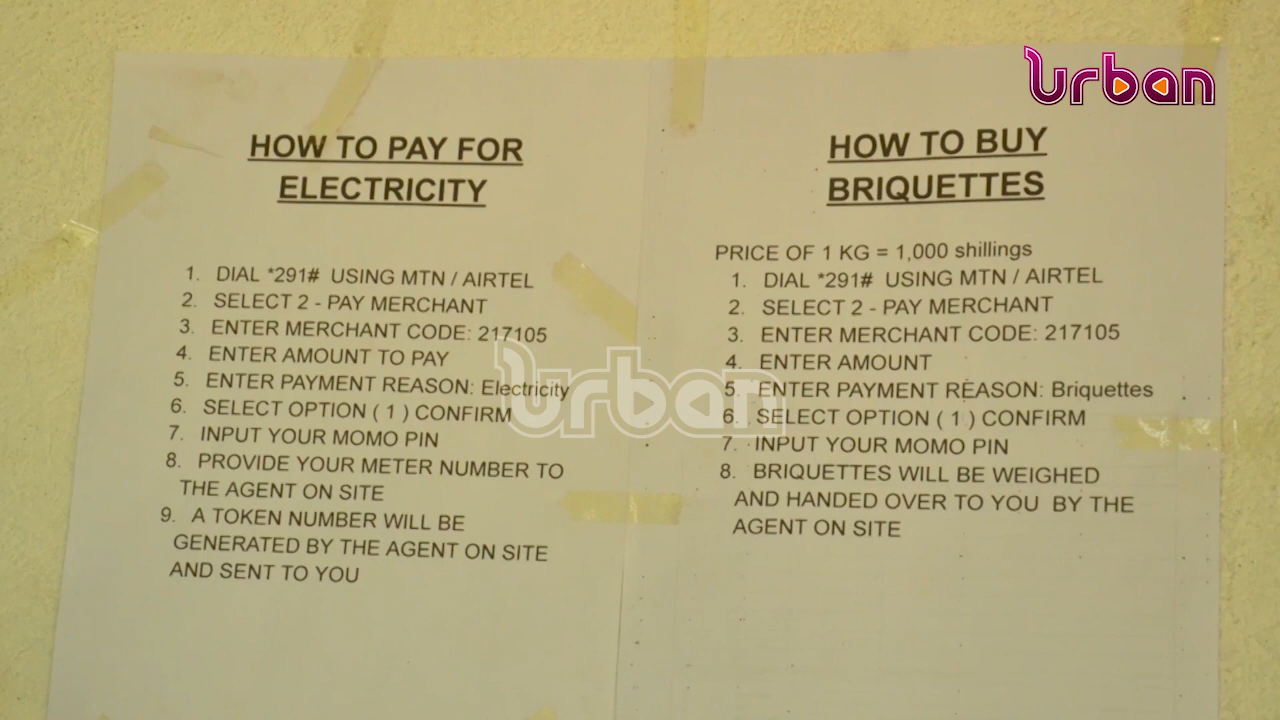 urban
HOW TO PAY FOR
ELECTRICITY
1. DIAL *291# USING MTN / AIRTEL
2. SELECT 2 - PAY MERCHANT
3. ENTER MERCHANT CODE: 217105
4. ENTER AMOUNT TO PAY
5. ENTER PAYMENT REASON: Electricity
6. SELECT OPTION ( 1 ) CONFIRM
7. INPUT YOUR MOMO PIN
8. PROVIDE YOUR METER NUMBER TO
THE AGENT ON SITE
9. A TOKEN NUMBER WILL BE
GENERATED BY THE AGENT ON SITE
AND SENT TO YOU
HOW TO BUY
BRIQUETTES
PRICE OF 1 KG = 1,000 shillings
1. DIAL *291# USING MTN / AIRTEL
2. SELECT 2 - PAY MERCHANT
3. ENTER MERCHANT CODE: 217105
4. ENTER AMOUNT
5. ENTER PAYMENT REASON: Briquettes
6. SELECT OPTION ( 1 ) CONFIRM
7. INPUT YOUR MOMO PIN
8. BRIQUETTES WILL BE WEIGHED
AND HANDED OVER TO YOU BY THE
AGENT ON SITE
urban